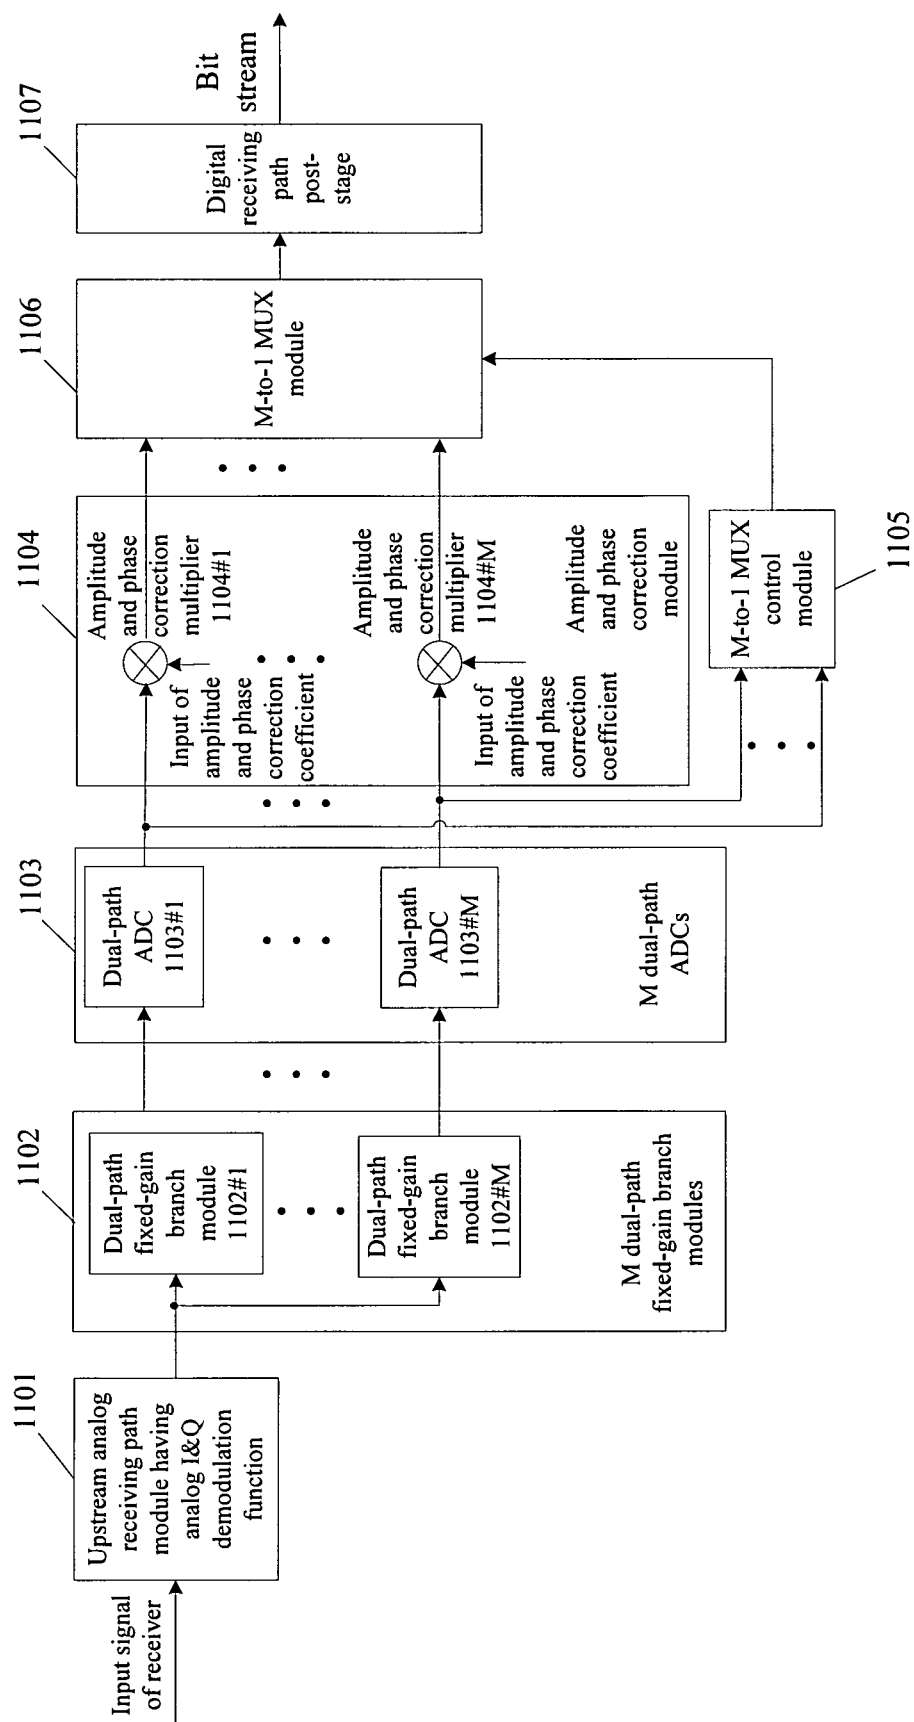 Input signal
of receiver
1101
Upstream analog
receiving path
module having
analog I&Q
demodulation
function
1102
Dual-path
fixed-gain
branch
module
1102#1
Dual-path
fixed-gain
branch
module
1102#M
M dual-path
fixed-gain branch
modules
1103
Dual-path
ADC
1103#1
Dual-path
ADC
1103#M
M dual-path
ADCs
1104
Amplitude
and phase
correction
multiplier
1104#1
Input of
amplitude
and phase
correction
coefficient
Amplitude
and phase
correction
multiplier
1104#M
Input of
amplitude
and phase
correction
coefficient
Amplitude
and phase
correction
module
M-to-1 MUX
control
module
1105
1106
M-to-1 MUX
module
1107
Digital
receiving
path
post-
stage
Bit
stream